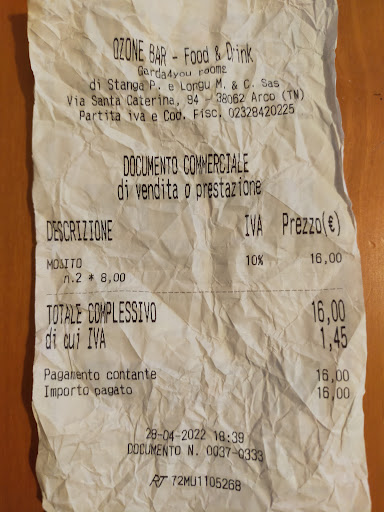 OZONE BAR - Food & Drink
Garda4you rooms
di Stanga P. e Longu M. & C. Sas
Via Santa Caterina, 94 - 38062 Arco (TN)
Partita iva e Cod. Fisc. 02328420225
DOCUMENTO COMMERCIALE
di vendita o prestazione
DESCRIZIONE IVA Prezzo(€)
MOJITO 10% 16,00
n.2 * 8,00
TOTALE COMPLESSIVO 16,00
di cui IVA 1,45
Pagamento contante 16,00
Importo pagato 16,00
29-04-2022 18:39
DOCUMENTO N. 0037-0333
RT 72MU1105268